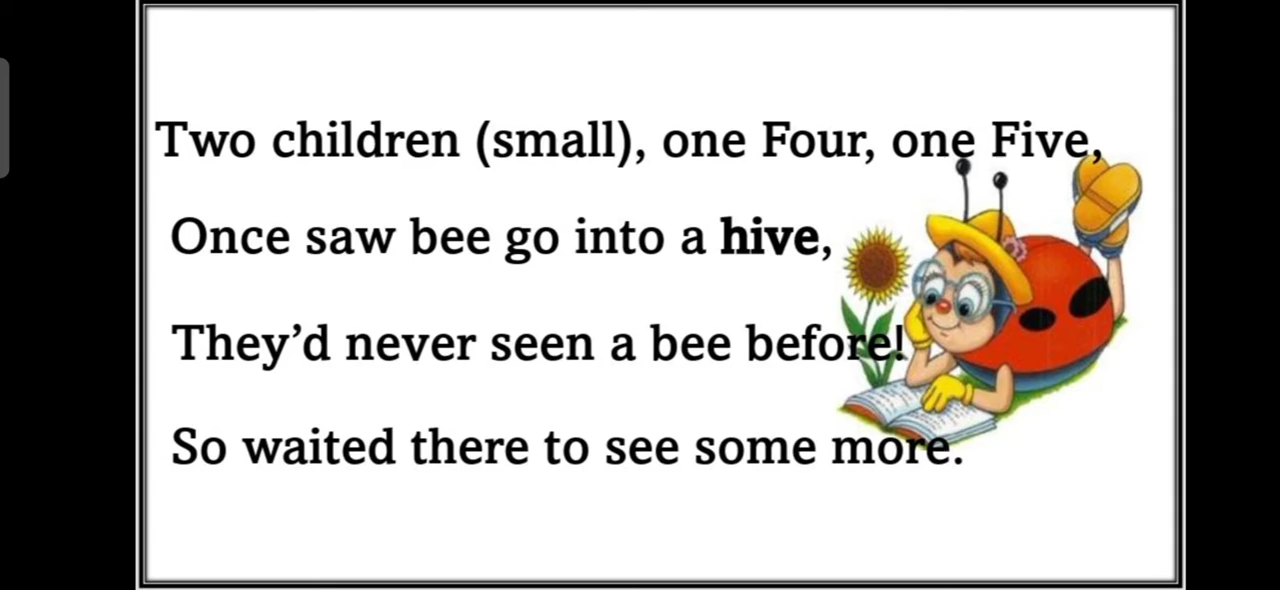 Two children (small), one Four, one Five,
Once saw bee go into a hive,
They’d never seen a bee before!
So waited there to see some more.